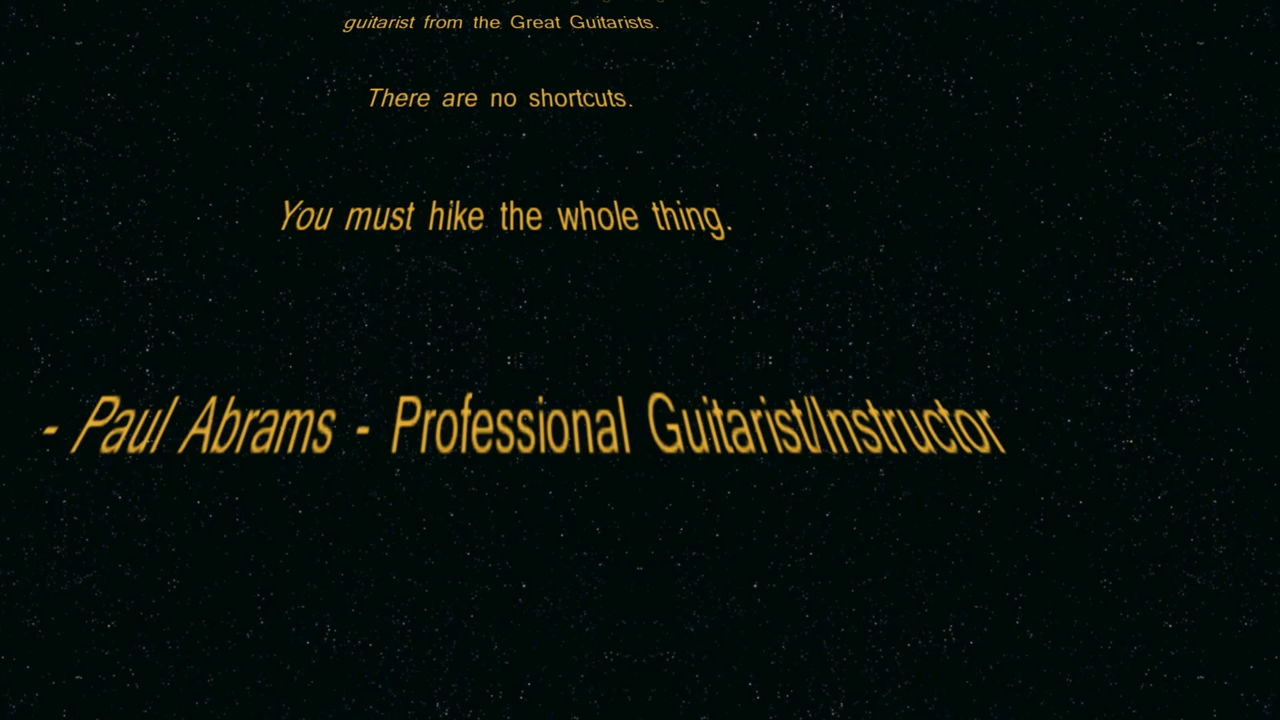 guitarist from the Great Guitarists.
There are no shortcuts.
You must hike the whole thing.
- Paul Abrams - Professional Guitarist/Instructor